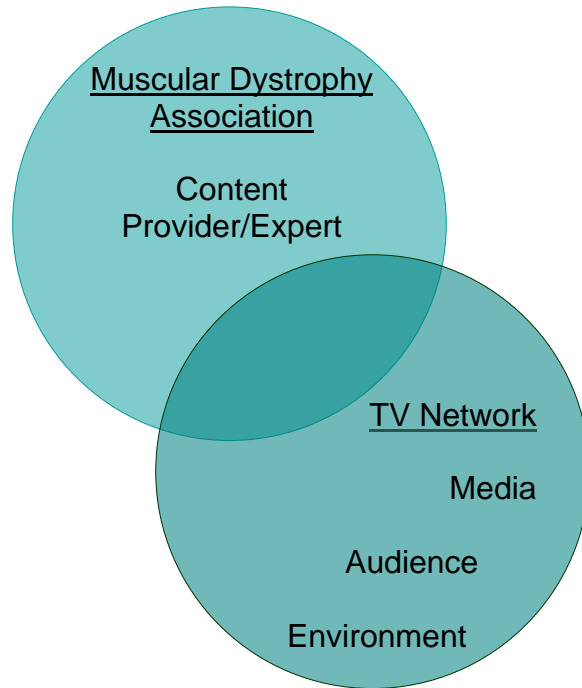 Muscular Dystrophy
Association
Content
Provider/Expert
TV Network
Media
Audience
Environment